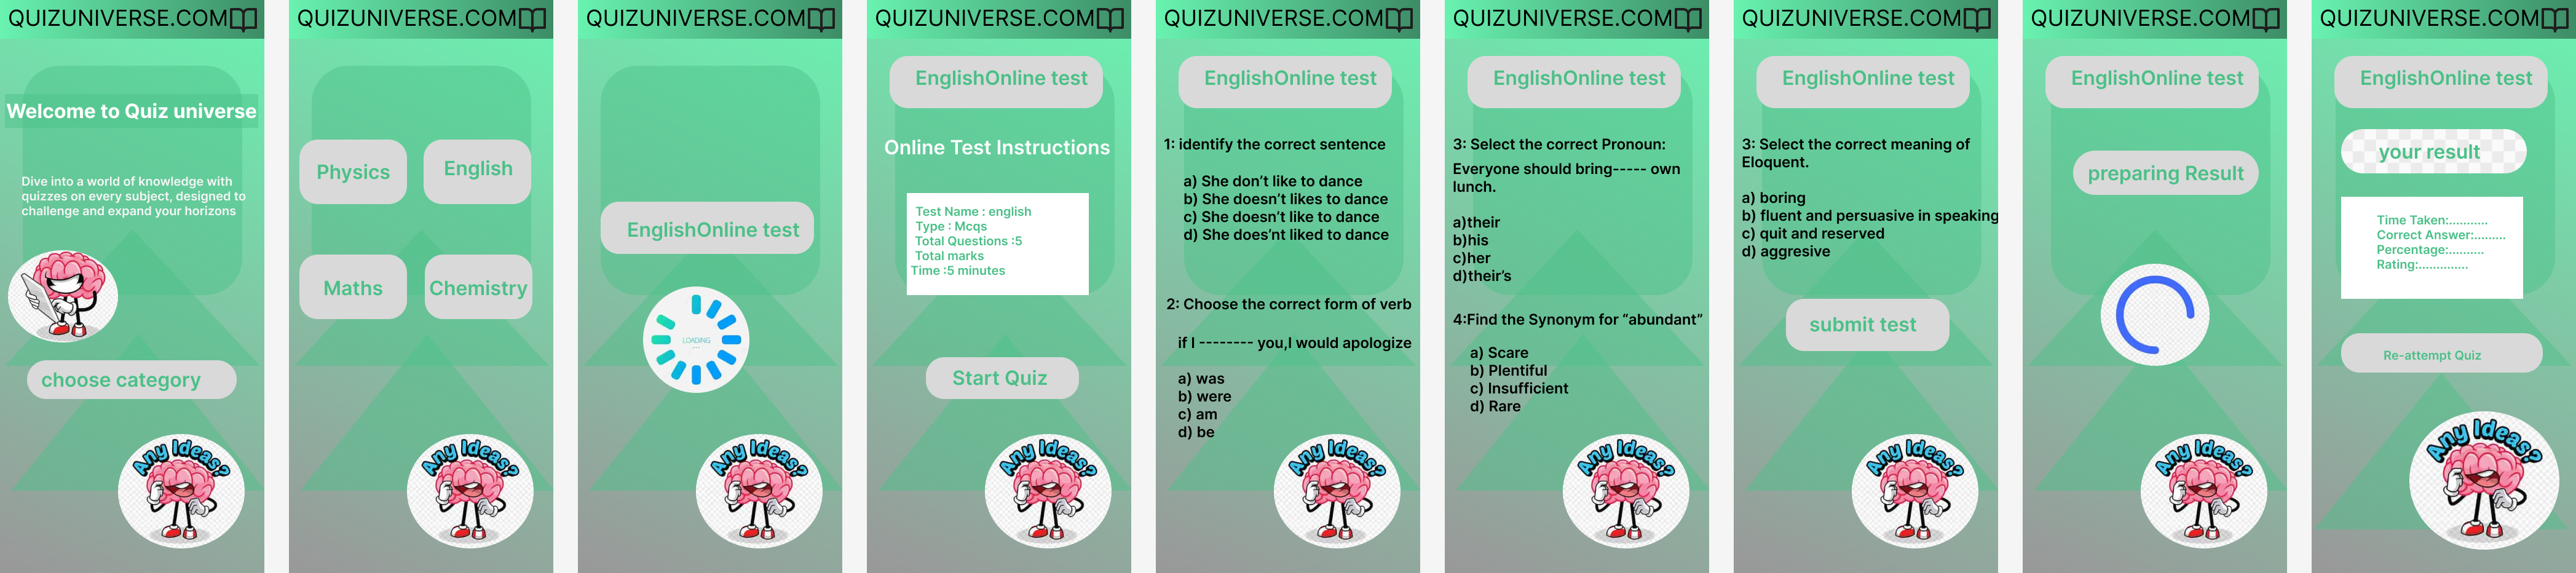 QUIZUNIVERSE.COM
Welcome to Quiz universe
Dive into a world of knowledge with
quizzes on every subject, designed to
challenge and expand your horizons
choose category
Any Ideas?
QUIZUNIVERSE.COM
Physics
English
Maths
Chemistry
Any Ideas?
QUIZUNIVERSE.COM
EnglishOnline test
LOADING
...
Any Ideas?
QUIZUNIVERSE.COM
EnglishOnline test
Online Test Instructions
Test Name : english
Type : Mcqs
Total Questions :5
Total marks
Time :5 minutes
Start Quiz
Any Ideas?
QUIZUNIVERSE.COM
EnglishOnline test
1: identify the correct sentence
a) She don't like to dance
b) She doesn't likes to dance
c) She doesn't like to dance
d) She does'nt liked to dance
2: Choose the correct form of verb
if I -------- you,I would apologize
a) was
b) were
c) am
d) be
Any Ideas?
QUIZUNIVERSE.COM
EnglishOnline test
3: Select the correct Pronoun:
Everyone should bring----- own
lunch.
a)their
b)his
c)her
d)their's
4:Find the Synonym for “abundant”
a) Scare
b) Plentiful
c) Insufficient
d) Rare
Any Ideas?
QUIZUNIVERSE.COM
EnglishOnline test
3: Select the correct meaning of
Eloquent.
a) boring
b) fluent and persuasive in speaking
c) quit and reserved
d) aggresive
submit test
Any Ideas?
QUIZUNIVERSE.COM
EnglishOnline test
preparing Result
Any Ideas?
QUIZUNIVERSE.COM
EnglishOnline test
your result
Time Taken:...........
Correct Answer:.........
Percentage:..........
Rating:..............
Re-attempt Quiz
Any Ideas?